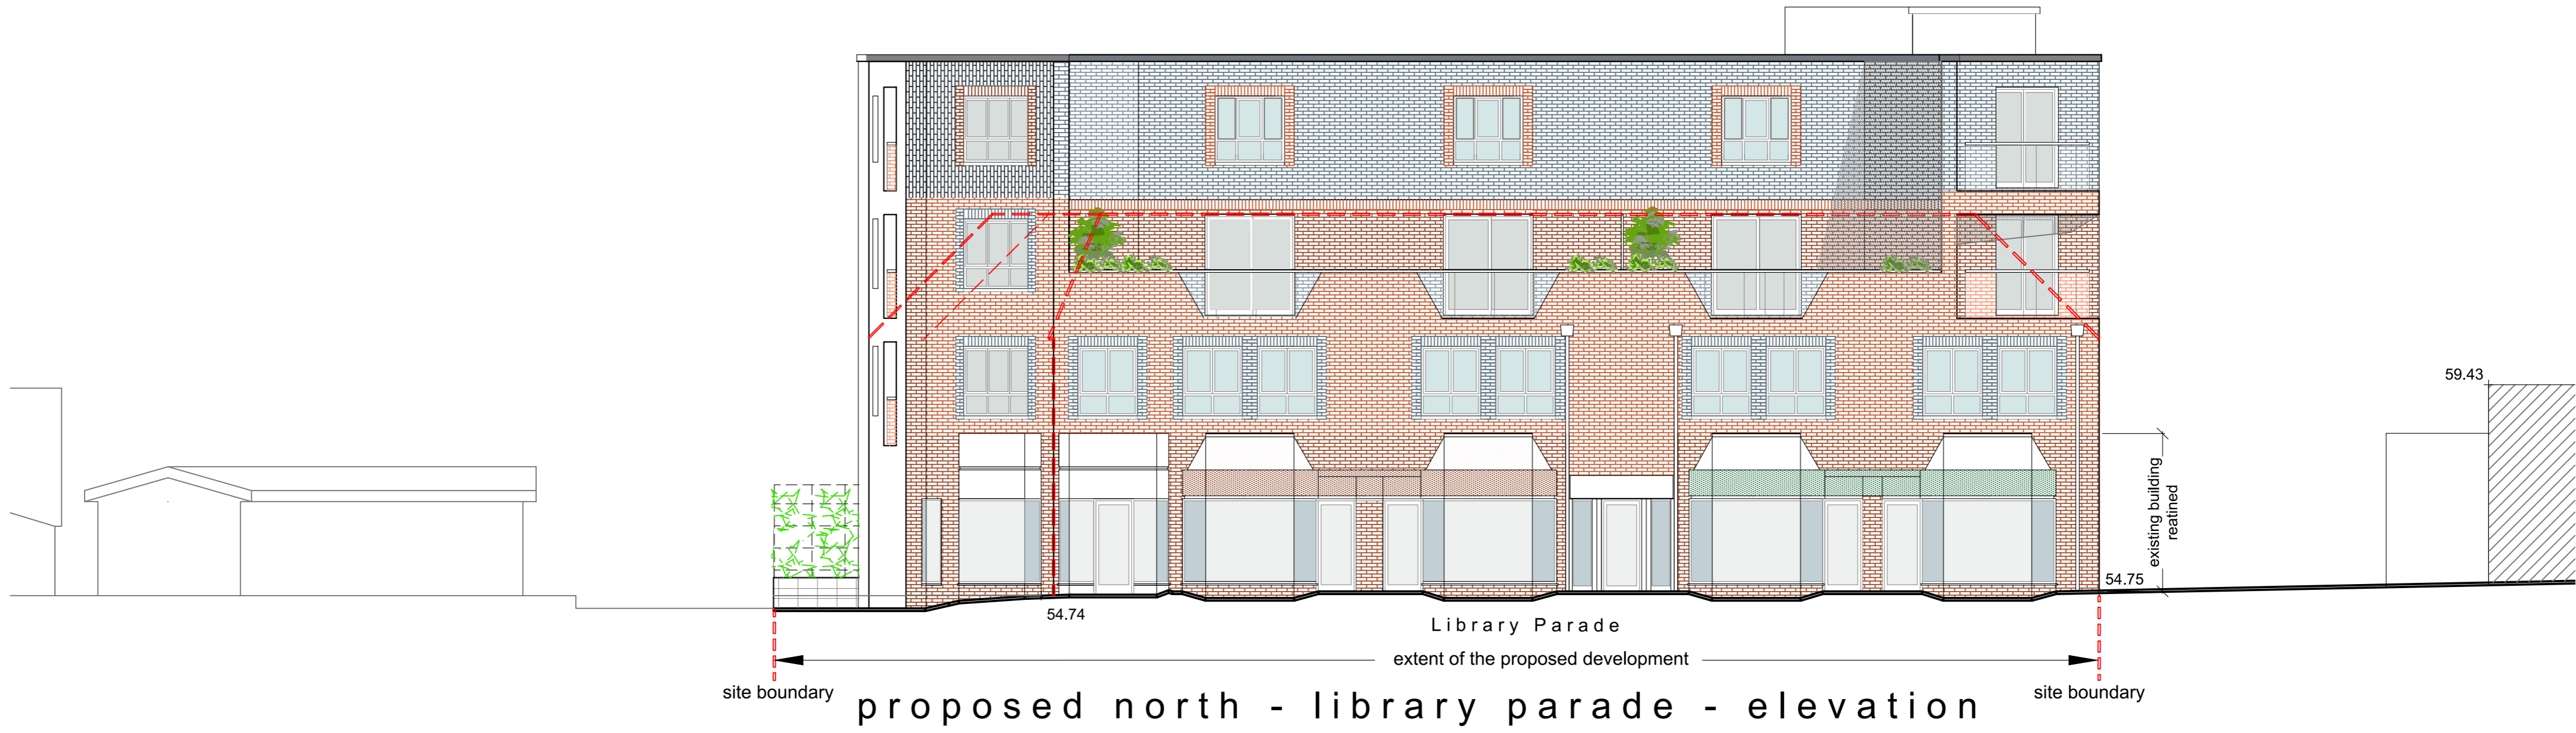 59.43
existing building
reatined
54.75
54.74
Library Parade
extent of the proposed development
site boundary
site boundary
proposed north - library parade - elevation